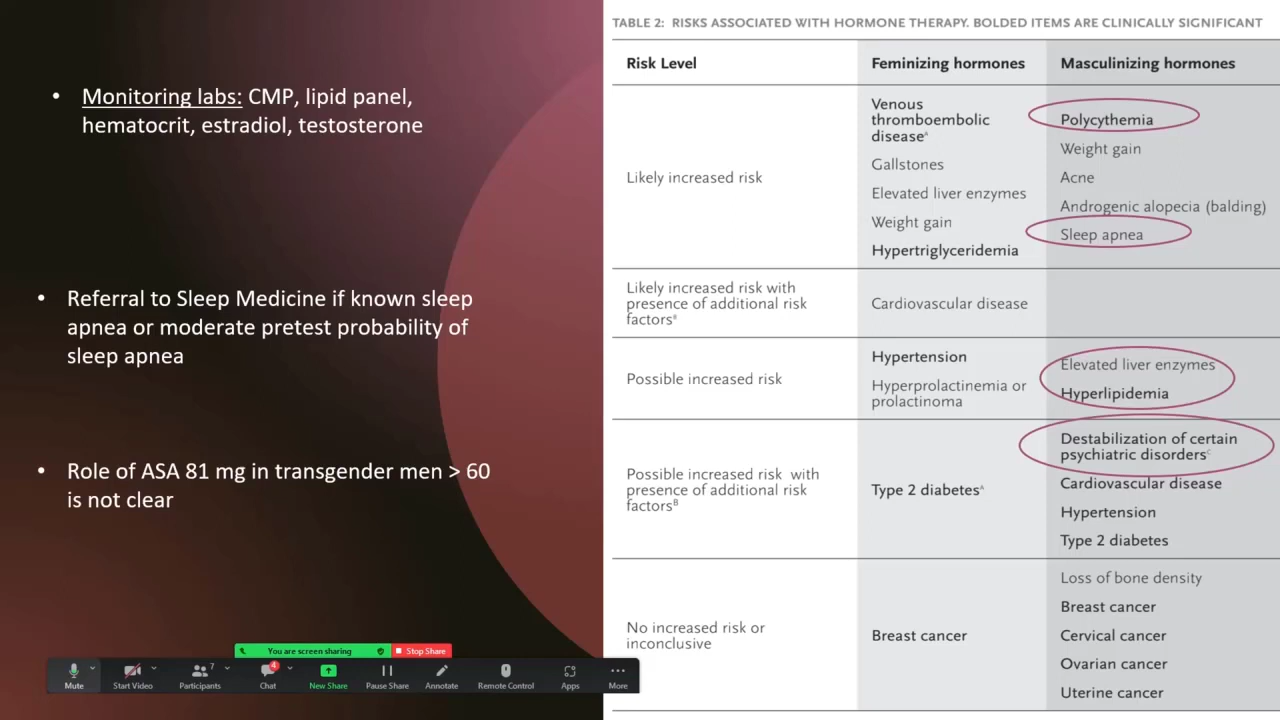 • Monitoring labs: CMP, lipid panel,
hematocrit, estradiol, testosterone
• Referral to Sleep Medicine if known sleep
apnea or moderate pretest probability of
sleep apnea
• Role of ASA 81 mg in transgender men > 60
is not clear
TABLE 2: RISKS ASSOCIATED WITH HORMONE THERAPY. BOLDED ITEMS ARE CLINICALLY SIGNIFICANT
Risk Level
Feminizing hormones
Masculinizing hormones
Likely increased risk
Venous
thromboembolic
diseaseᴬ
Gallstones
Elevated liver enzymes
Weight gain
Hypertriglyceridemia
Polycythemia
Weight gain
Acne
Androgenic alopecia (balding)
Sleep apnea
Likely increased risk with
presence of additional risk
factorsᴮ
Cardiovascular disease
Possible increased risk
Hypertension
Hyperprolactinemia or
prolactinoma
Elevated liver enzymes
Hyperlipidemia
Possible increased risk with
presence of additional risk
factorsᴮ
Type 2 diabetesᴬ
Destabilization of certain
psychiatric disordersᶜ
Cardiovascular disease
Hypertension
Type 2 diabetes
No increased risk or
inconclusive
Breast cancer
Loss of bone density
Breast cancer
Cervical cancer
Ovarian cancer
Uterine cancer
You are screen sharing
Stop Share
Mute
Start Video
7
Participants
4
Chat
New Share
Pause Share
Annotate
Remote Control
Apps
More